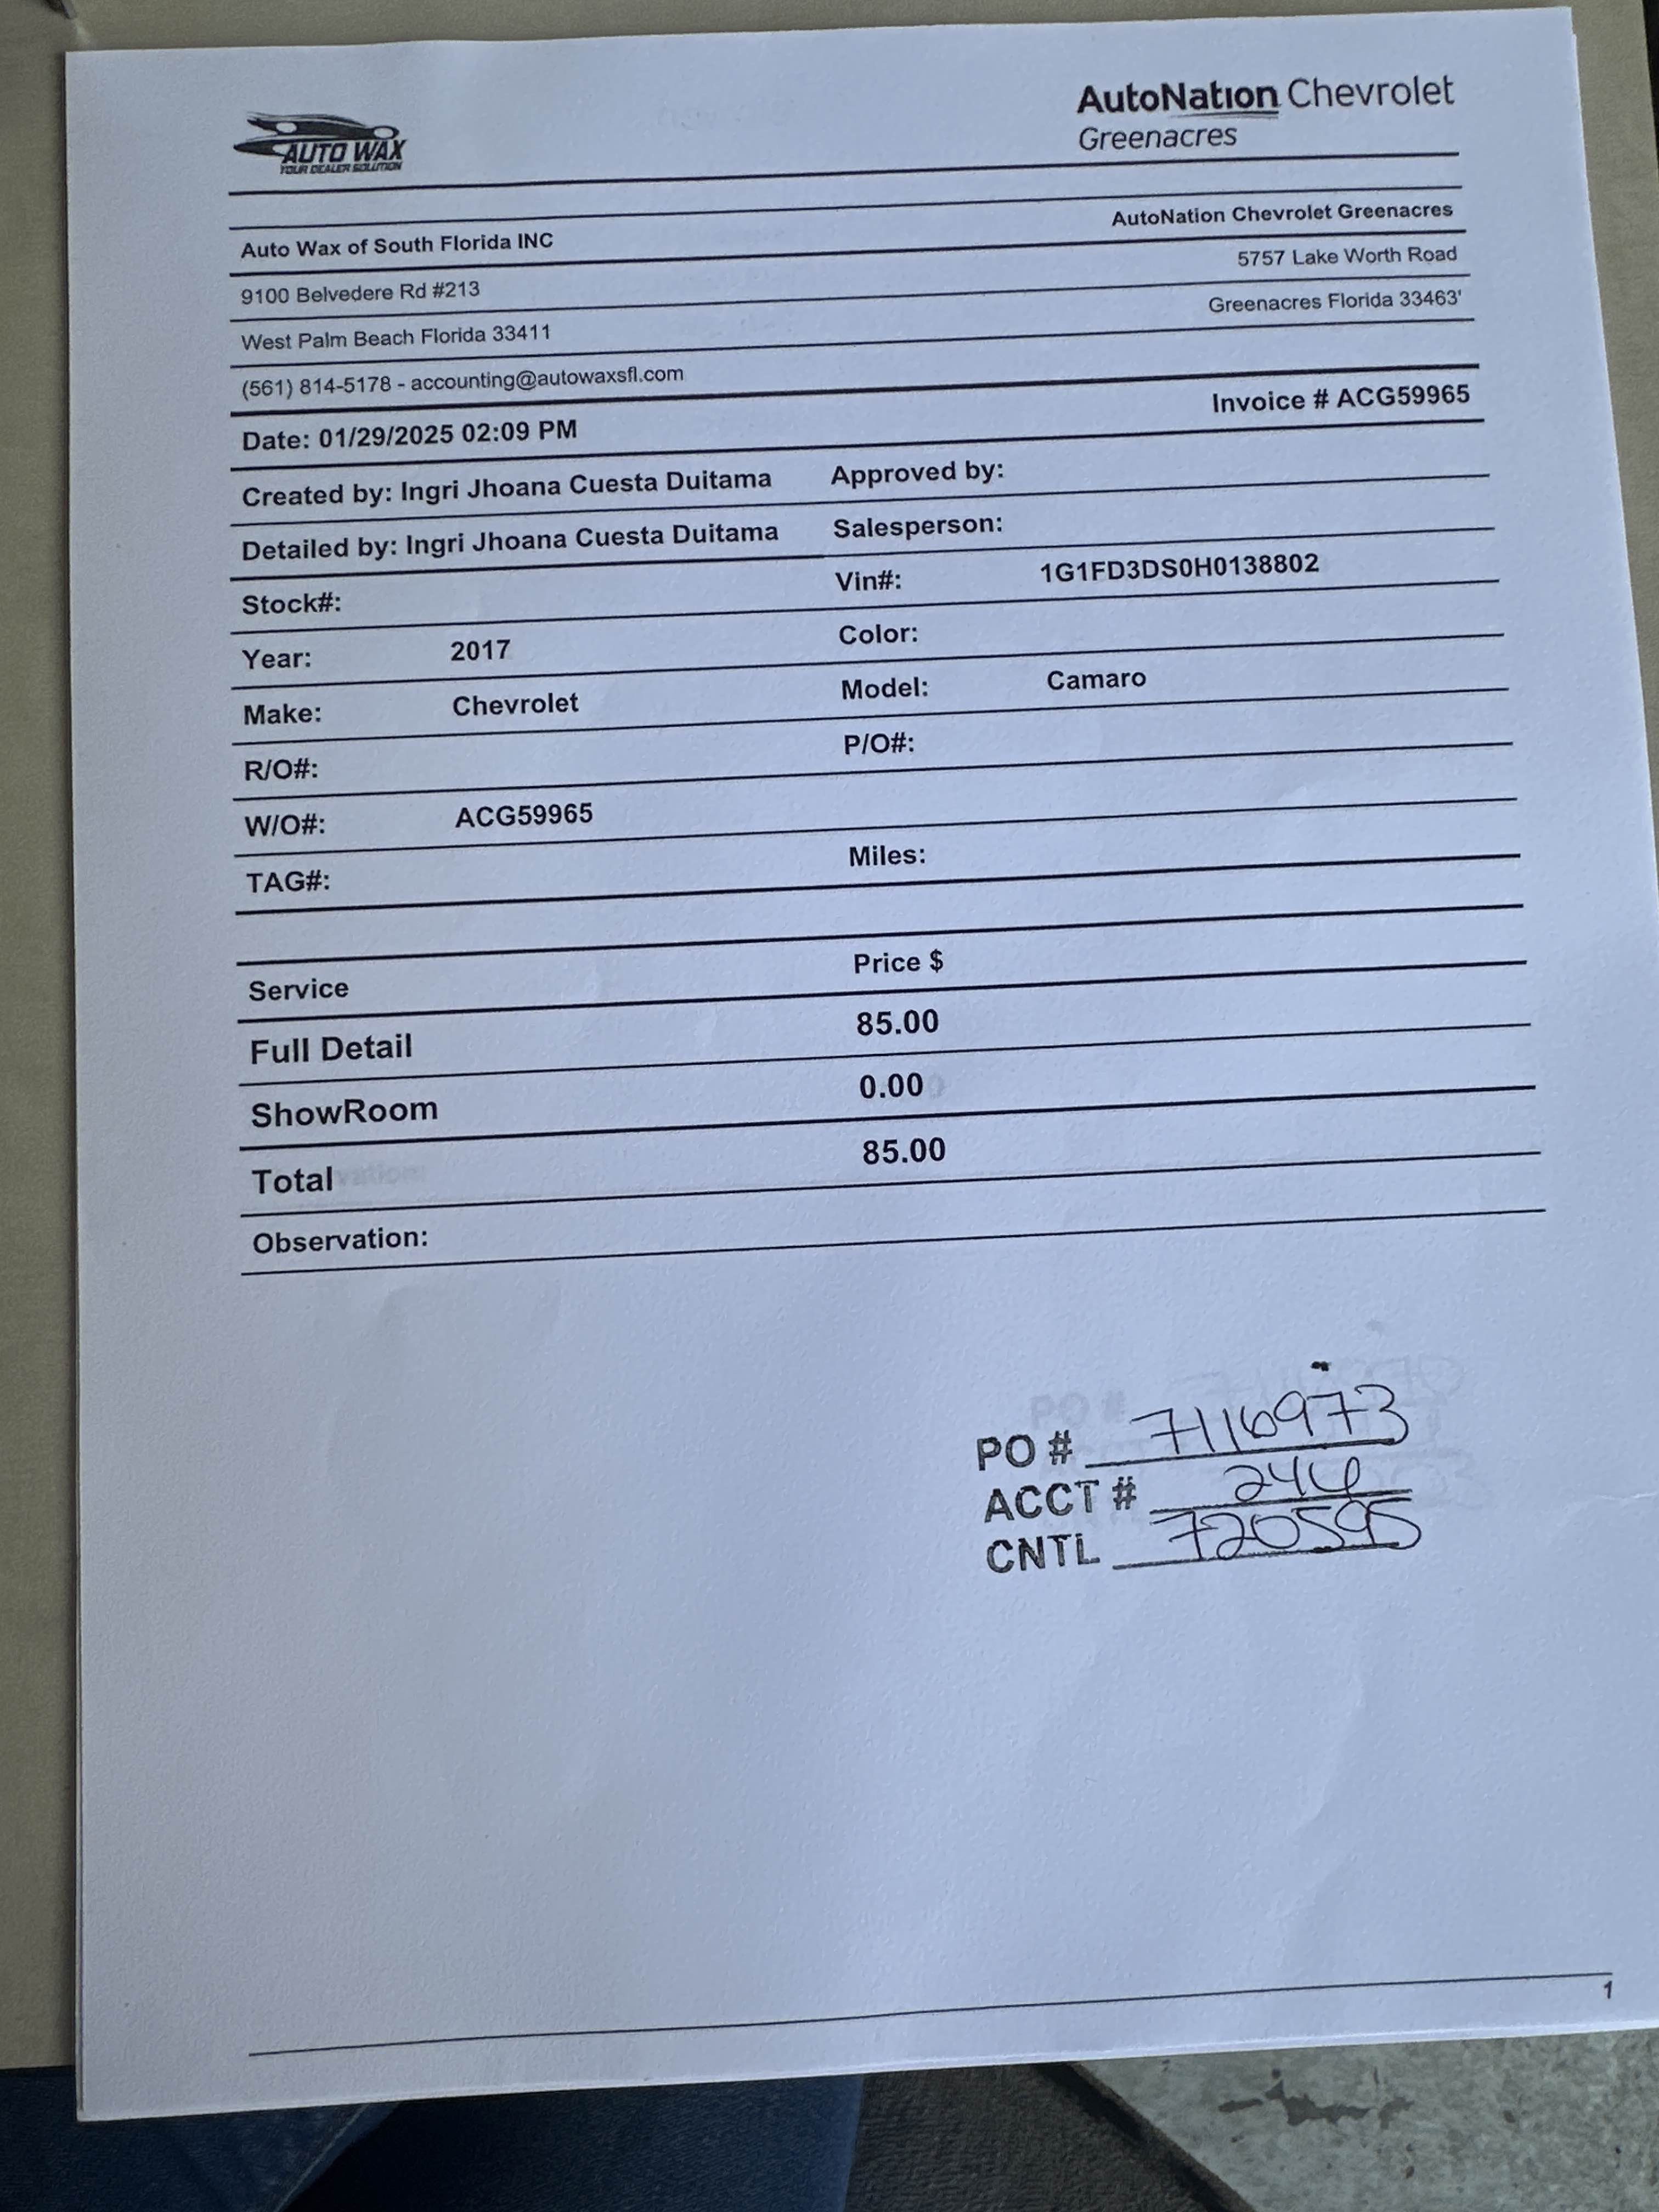 AUTO WAX
YOUR DEALER SOLUTION
AutoNation Chevrolet
Greenacres
Auto Wax of South Florida INC
AutoNation Chevrolet Greenacres
9100 Belvedere Rd #213
5757 Lake Worth Road
West Palm Beach Florida 33411
Greenacres Florida 33463'
(561) 814-5178 - accounting@autowaxsfl.com
Date: 01/29/2025 02:09 PM
Invoice # ACG59965
Created by: Ingri Jhoana Cuesta Duitama Approved by:
Detailed by: Ingri Jhoana Cuesta Duitama Salesperson:
Stock#: Vin#: 1G1FD3DS0H0138802
Year: 2017 Color:
Make: Chevrolet Model: Camaro
R/O#: P/O#:
W/O#: ACG59965
TAG#: Miles:
Service Price $
Full Detail 85.00
ShowRoom 0.00
Total 85.00
Observation:
PO # 7116973
ACCT # 246
CNTL 720595
1